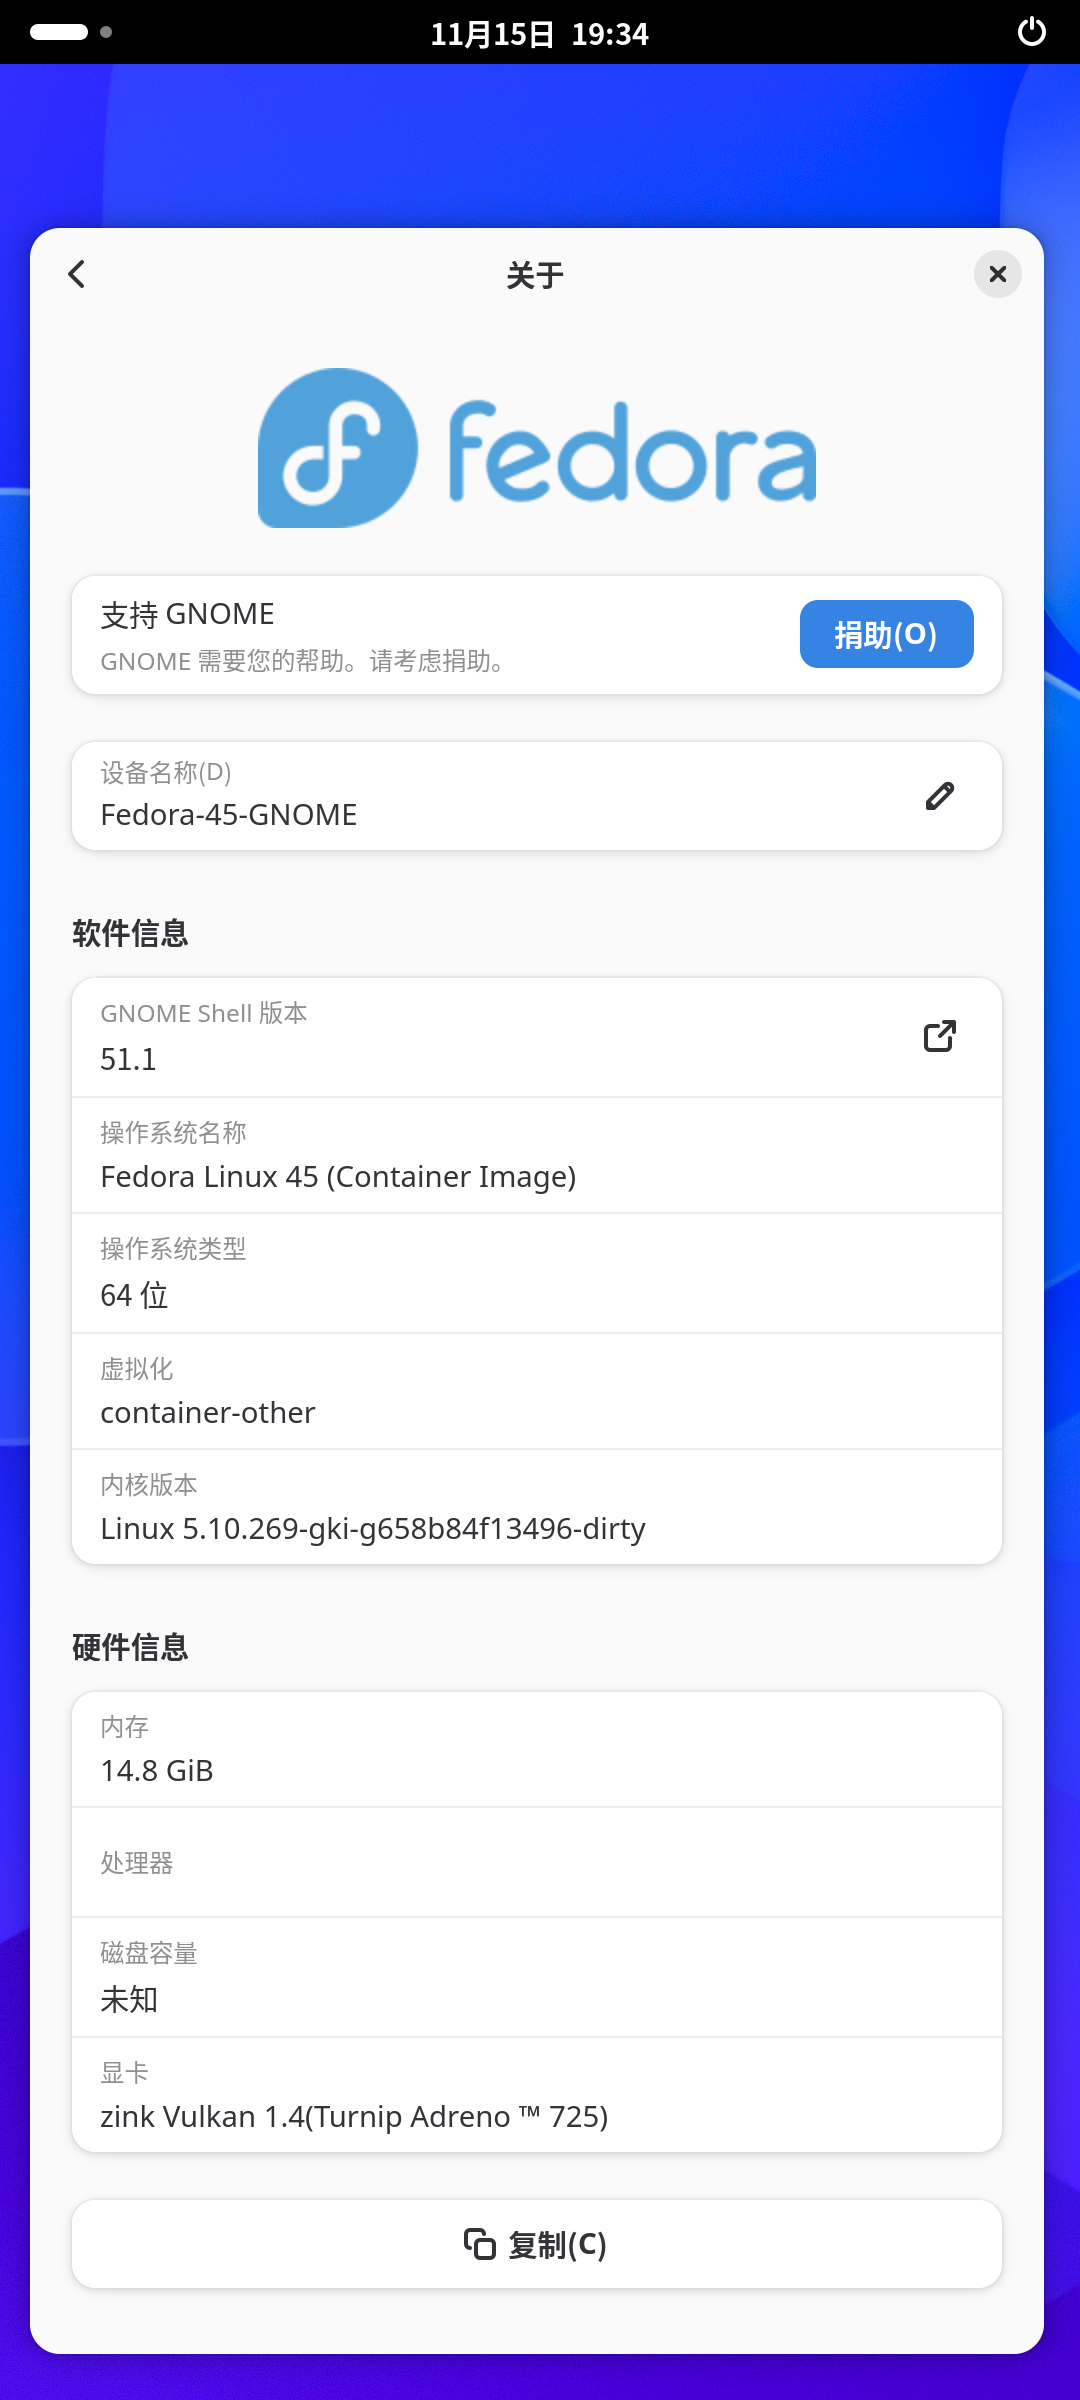 11月15日 19:34
关于
fedora
支持 GNOME
GNOME 需要您的帮助。请考虑捐助。
捐助(O)
设备名称(D)
Fedora-45-GNOME
软件信息
GNOME Shell 版本
51.1
操作系统名称
Fedora Linux 45 (Container Image)
操作系统类型
64 位
虚拟化
container-other
内核版本
Linux 5.10.269-gki-g658b84f13496-dirty
硬件信息
内存
14.8 GiB
处理器
磁盘容量
未知
显卡
zink Vulkan 1.4(Turnip Adreno ™ 725)
复制(C)